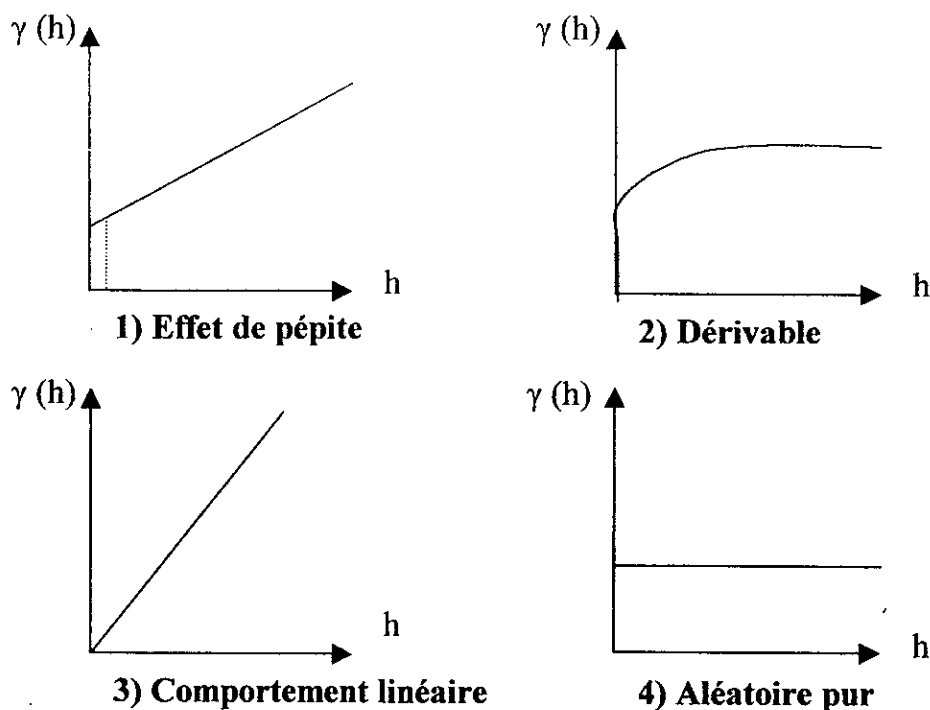 γ (h)
h
1) Effet de pépite
γ (h)
h
2) Dérivable
γ (h)
h
3) Comportement linéaire
γ (h)
h
4) Aléatoire pur